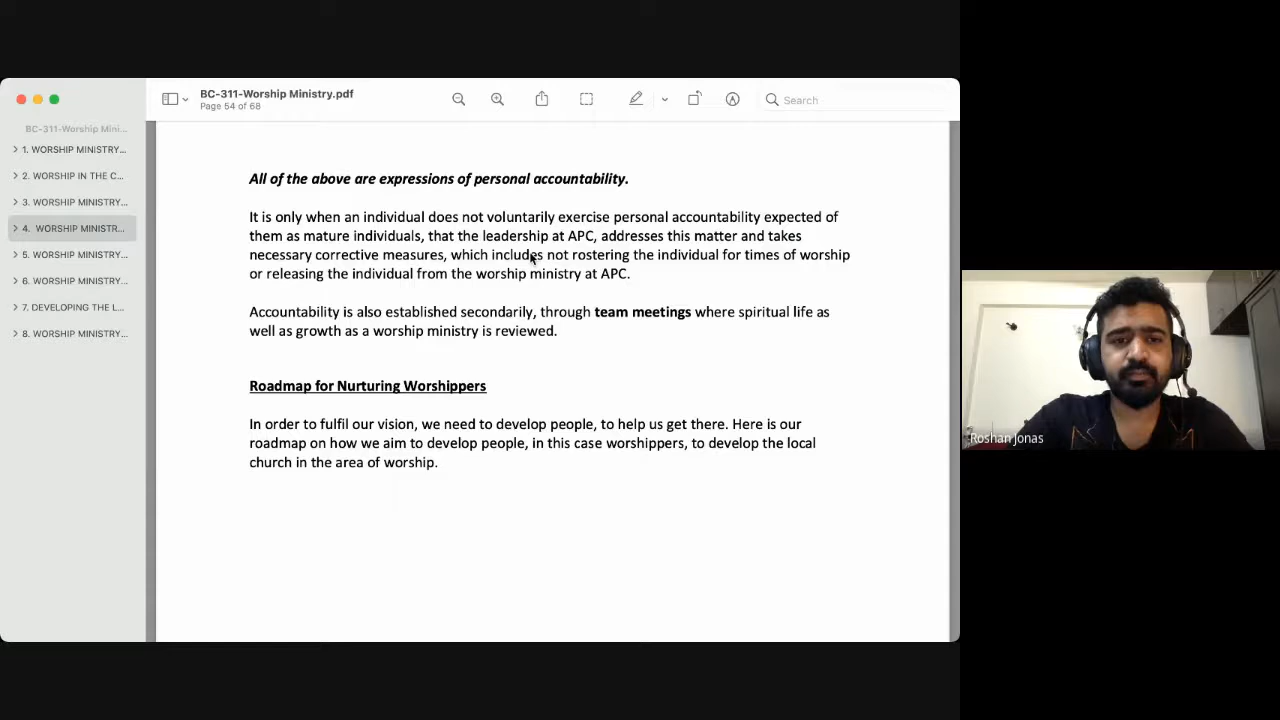 BC-311-Worship Ministry.pdf
Page 54 of 68
Search
BC-311-Worship Mini...
1. WORSHIP MINISTRY...
2. WORSHIP IN THE C...
3. WORSHIP MINISTRY...
4. WORSHIP MINISTR...
5. WORSHIP MINISTRY...
6. WORSHIP MINISTRY...
7. DEVELOPING THE L...
8. WORSHIP MINISTRY...
All of the above are expressions of personal accountability.
It is only when an individual does not voluntarily exercise personal accountability expected of
them as mature individuals, that the leadership at APC, addresses this matter and takes
necessary corrective measures, which includes not rostering the individual for times of worship
or releasing the individual from the worship ministry at APC.
Accountability is also established secondarily, through team meetings where spiritual life as
well as growth as a worship ministry is reviewed.
Roadmap for Nurturing Worshippers
In order to fulfil our vision, we need to develop people, to help us get there. Here is our
roadmap on how we aim to develop people, in this case worshippers, to develop the local
church in the area of worship.
Roshan Jonas